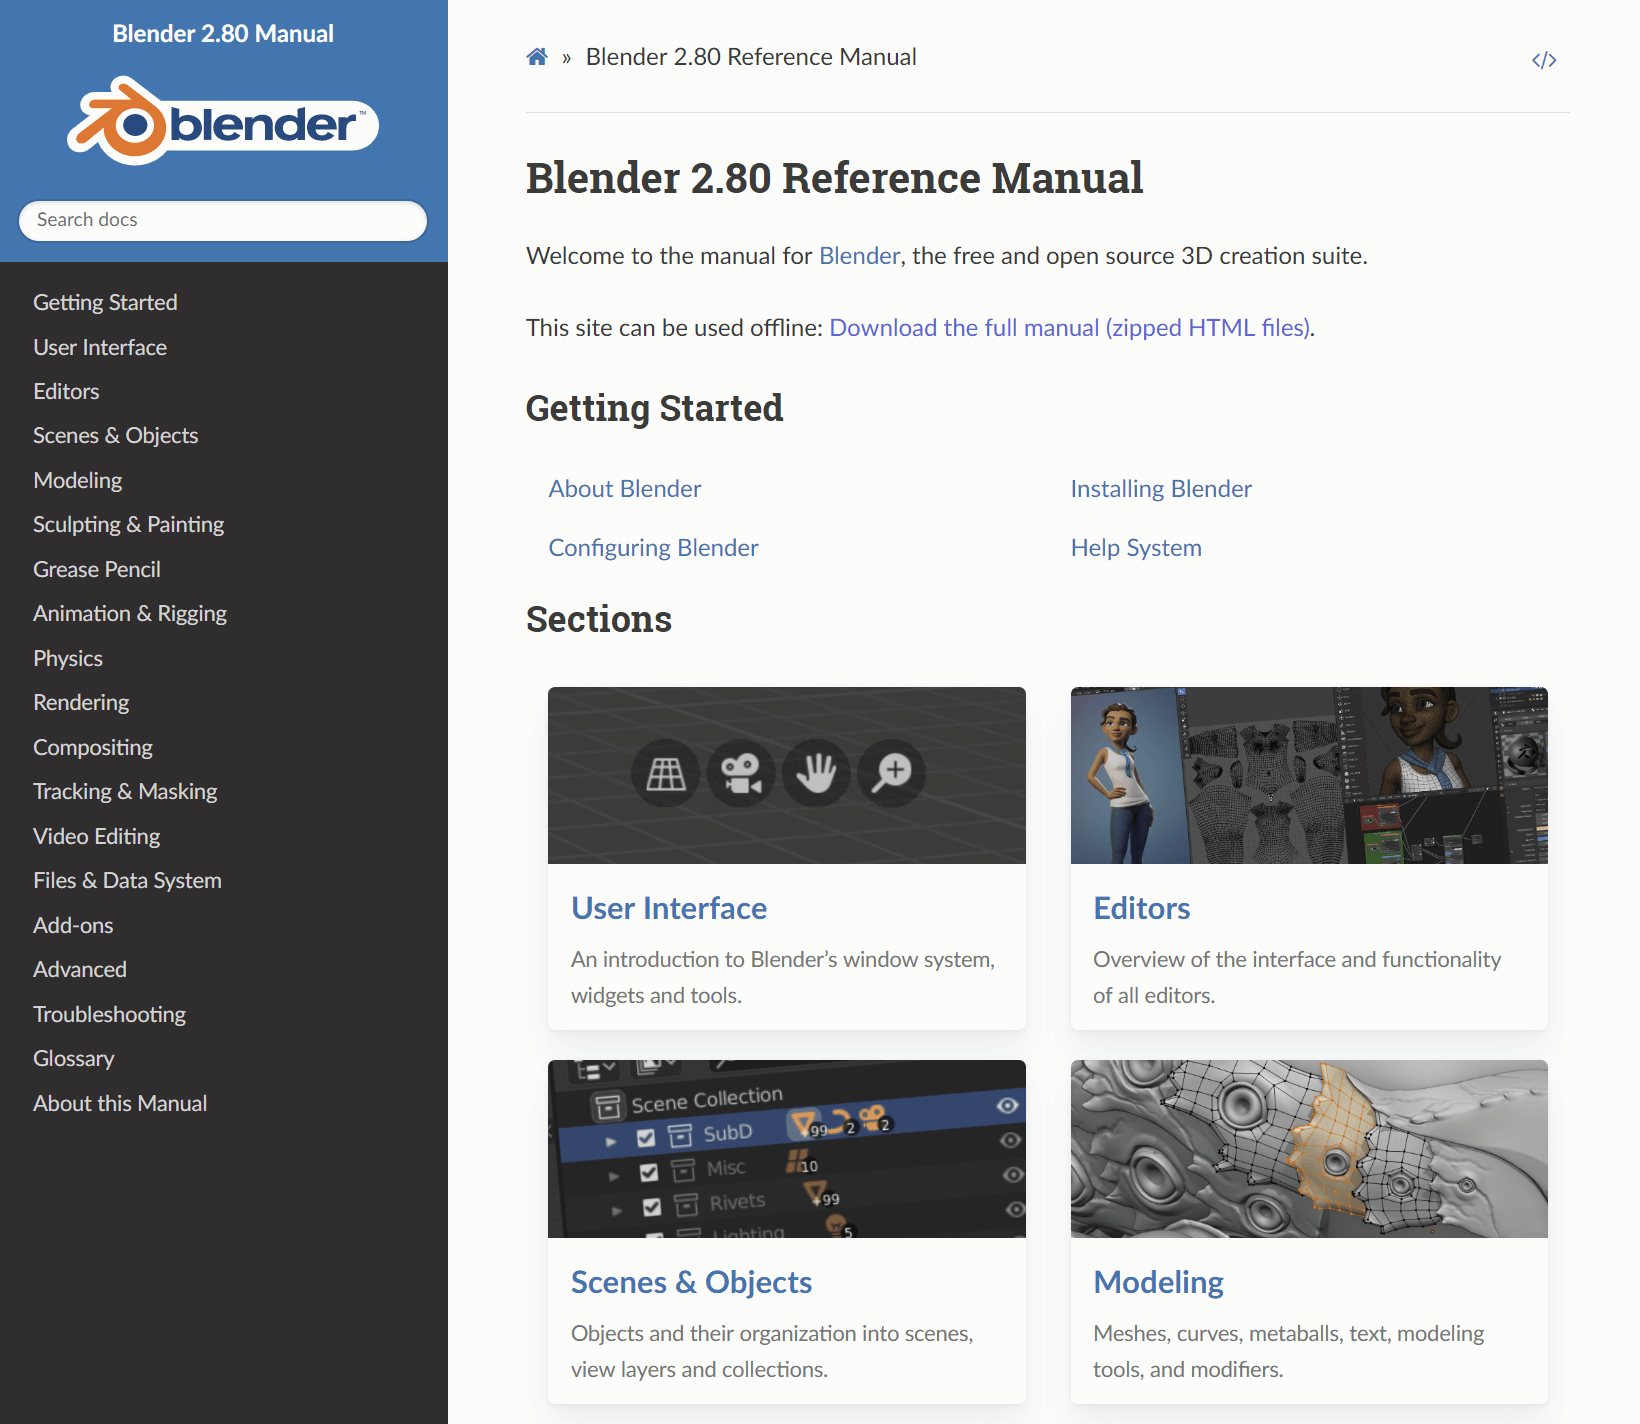 Blender 2.80 Manual
blender™
Search docs
Getting Started
User Interface
Editors
Scenes & Objects
Modeling
Sculpting & Painting
Grease Pencil
Animation & Rigging
Physics
Rendering
Compositing
Tracking & Masking
Video Editing
Files & Data System
Add-ons
Advanced
Troubleshooting
Glossary
About this Manual
» Blender 2.80 Reference Manual
</>
Blender 2.80 Reference Manual
Welcome to the manual for Blender, the free and open source 3D creation suite.
This site can be used offline: Download the full manual (zipped HTML files).
Getting Started
About Blender
Installing Blender
Configuring Blender
Help System
Sections
User Interface
An introduction to Blender's window system,
widgets and tools.
Editors
Overview of the interface and functionality
of all editors.
Scene Collection
SubD +99 2 2
Misc 10
Rivets +99
Lighting 5
Scenes & Objects
Objects and their organization into scenes,
view layers and collections.
Modeling
Meshes, curves, metaballs, text, modeling
tools, and modifiers.